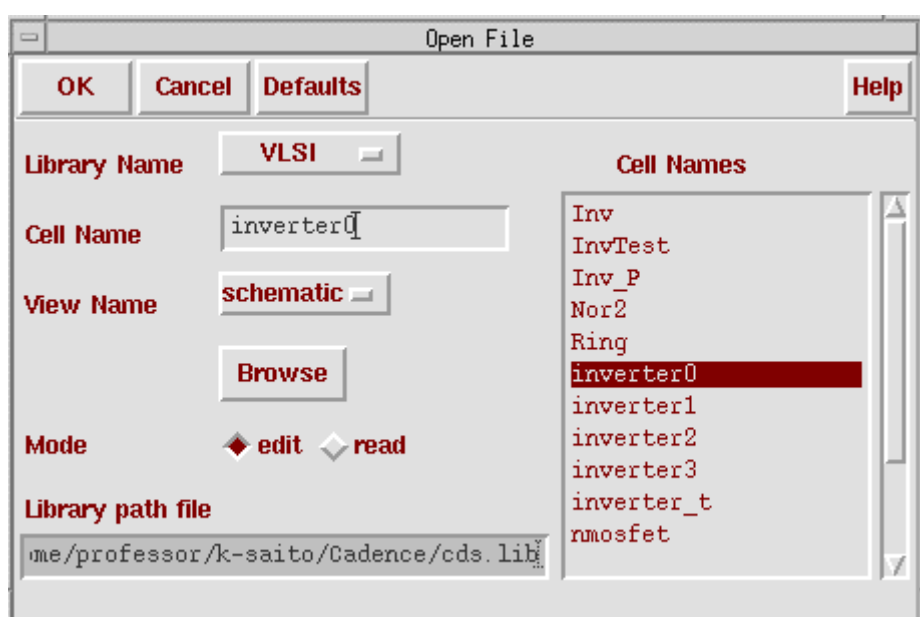 Open File
OK Cancel Defaults Help
Library Name VLSI
Cell Name inverter0
View Name schematic
Browse
Mode edit read
Library path file
me/professor/k-saito/Cadence/cds.lib
Cell Names
Inv
InvTest
Inv_P
Nor2
Ring
inverter0
inverter1
inverter2
inverter3
inverter_t
nmosfet